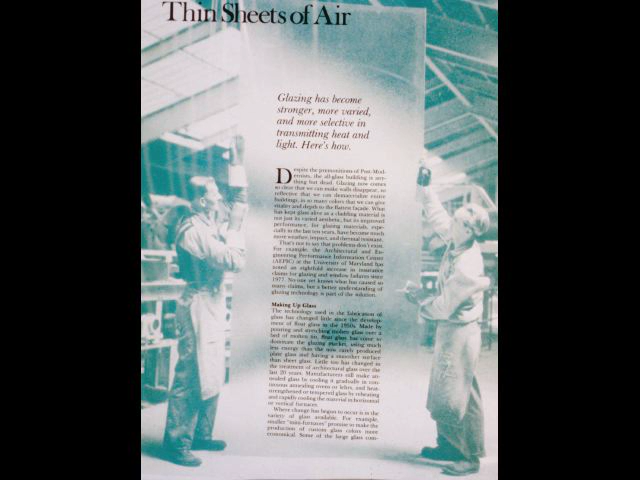 Thin Sheets of Air
Glazing has become
stronger, more varied,
and more selective in
transmitting heat and
light. Here's how.
Despite the premonitions of Post-Mod-
ernists, the all-glass building is any-
thing but dead. Glazing now comes
so clear that we can make walls disappear, so
reflective that we can dematerialize entire
buildings, in so many colors that we can give
vitality and depth to the flattest façade. What
has kept glass alive as a cladding material is
not just its varied aesthetic, but its improved
performance, for glazing materials, espe-
cially in the last ten years, have become much
more weather, impact, and thermal resistant.
That's not to say that problems don't exist.
For example, the Architectural and En-
gineering Performance Information Center
(AEPIC) at the University of Maryland has
noted an eightfold increase in insurance
claims for glazing and window failures since
1977. No one yet knows what has caused so
many claims, but a better understanding of
glazing technology is part of the solution.
Making Up Glass
The technology used in the fabrication of
glass has changed little since the develop-
ment of float glass in the 1950s. Made by
pouring and stretching molten glass over a
bed of molten tin, float glass has come to
dominate the glazing market, using much
less energy than the now rarely produced
plate glass and having a smoother surface
than sheet glass. Little too has changed in
the treatment of architectural glass over the
last 20 years. Manufacturers still make an-
nealed glass by cooling it gradually in con-
tinuous annealing ovens or lehrs, and heat-
strengthened or tempered glass by reheating
and rapidly cooling the material in horizontal
or vertical furnaces.
Where change has begun to occur is in the
variety of glass available. For example,
smaller "mini-furnaces" promise to make the
production of custom glass colors more
economical. Some of the large glass com-